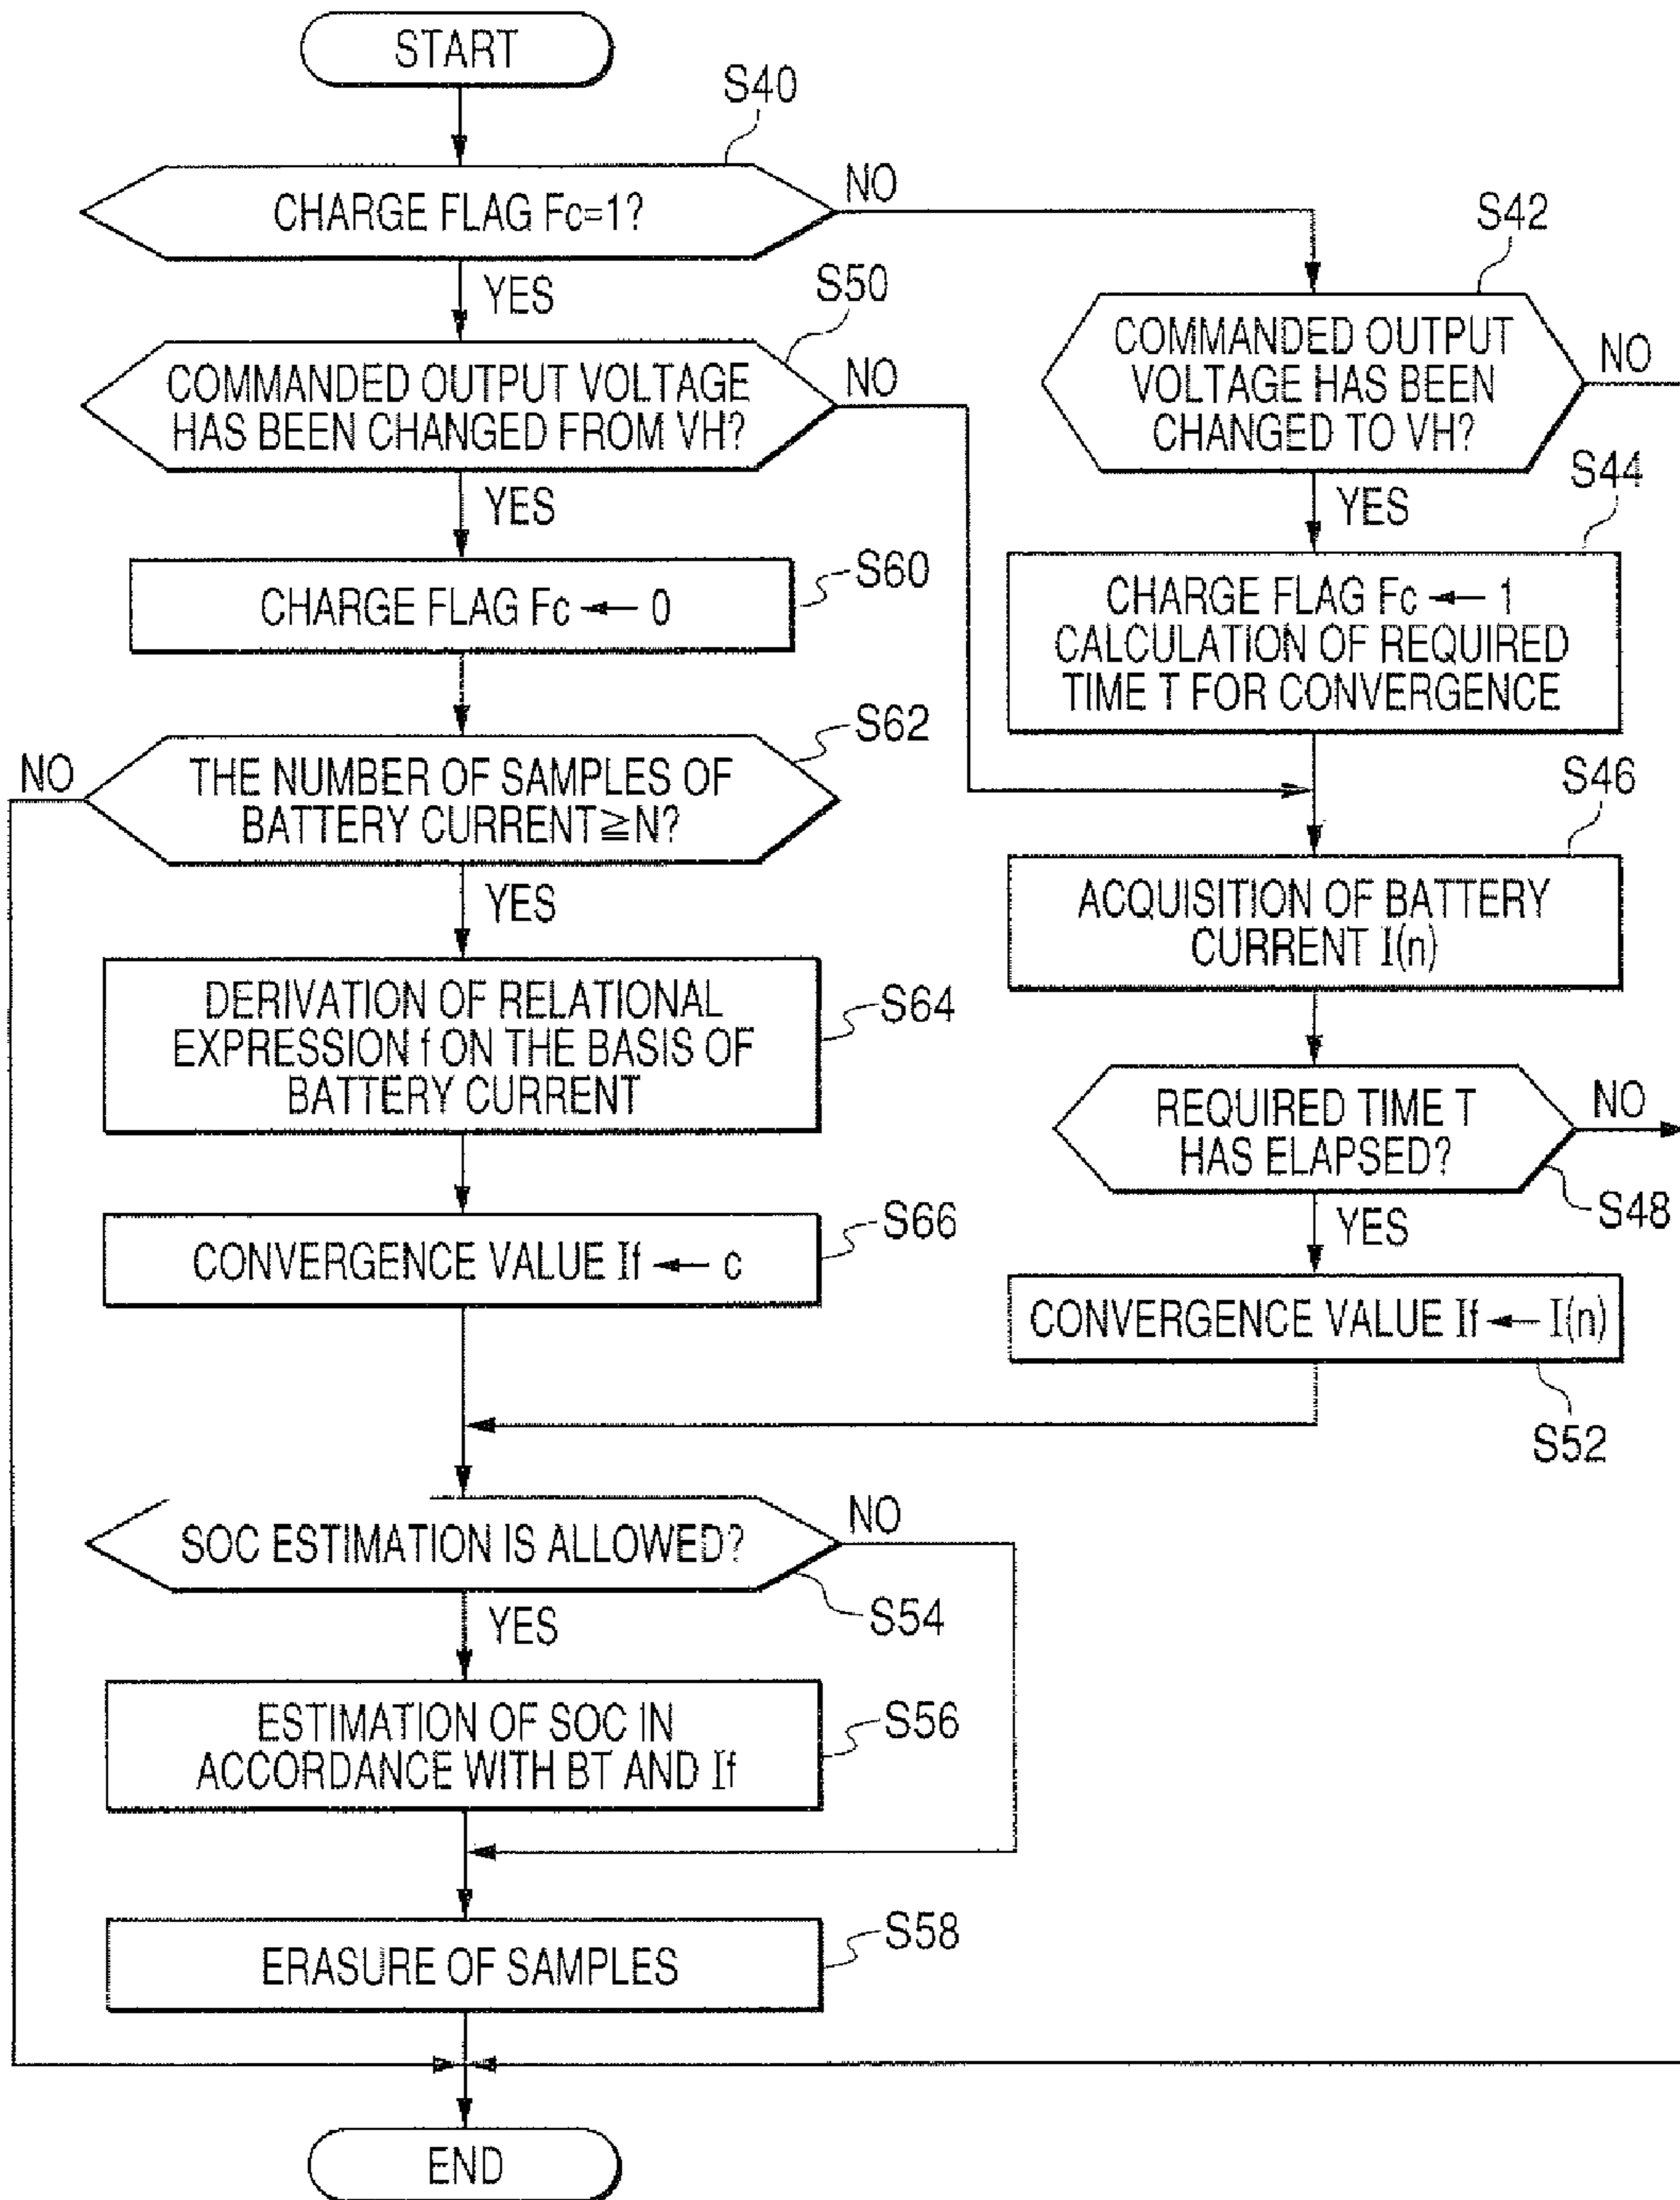 START
S40
CHARGE FLAG Fc=1?
NO
YES
S42
COMMANDED OUTPUT
VOLTAGE HAS BEEN
CHANGED TO VH?
NO
YES
S50
COMMANDED OUTPUT VOLTAGE
HAS BEEN CHANGED FROM VH?
NO
YES
S44
CHARGE FLAG Fc ← 1
CALCULATION OF REQUIRED
TIME T FOR CONVERGENCE
S60
CHARGE FLAG Fc ← 0
S62
NO
THE NUMBER OF SAMPLES OF
BATTERY CURRENT≧N?
YES
S46
ACQUISITION OF BATTERY
CURRENT I(n)
S64
DERIVATION OF RELATIONAL
EXPRESSION f ON THE BASIS OF
BATTERY CURRENT
REQUIRED TIME T
HAS ELAPSED?
NO
S48
YES
S66
CONVERGENCE VALUE If ← c
CONVERGENCE VALUE If ← I(n)
S52
SOC ESTIMATION IS ALLOWED?
NO
S54
YES
S56
ESTIMATION OF SOC IN
ACCORDANCE WITH BT AND If
S58
ERASURE OF SAMPLES
END